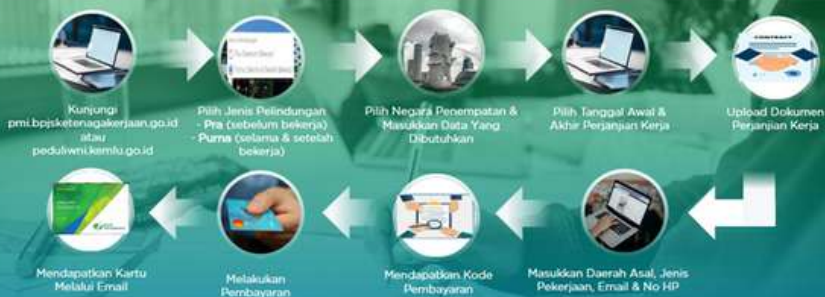 Kunjungi
pmi.bpjsketenagakerjaan.go.id
atau
peduliwni.kemlu.go.id
Pilih Jenis Pelindungan
- Pra (sebelum bekerja)
- Purna (selama & setelah
bekerja)
Pilih Negara Penempatan &
Masukkan Data Yang
Dibutuhkan
Pilih Tanggal Awal &
Akhir Perjanjian Kerja
CONTRACT
Upload Dokumen
Perjanjian Kerja
Masukkan Daerah Asal, Jenis
Pekerjaan, Email & No HP
Mendapatkan Kode
Pembayaran
Melakukan
Pembayaran
Mendapatkan Kartu
Melalui Email